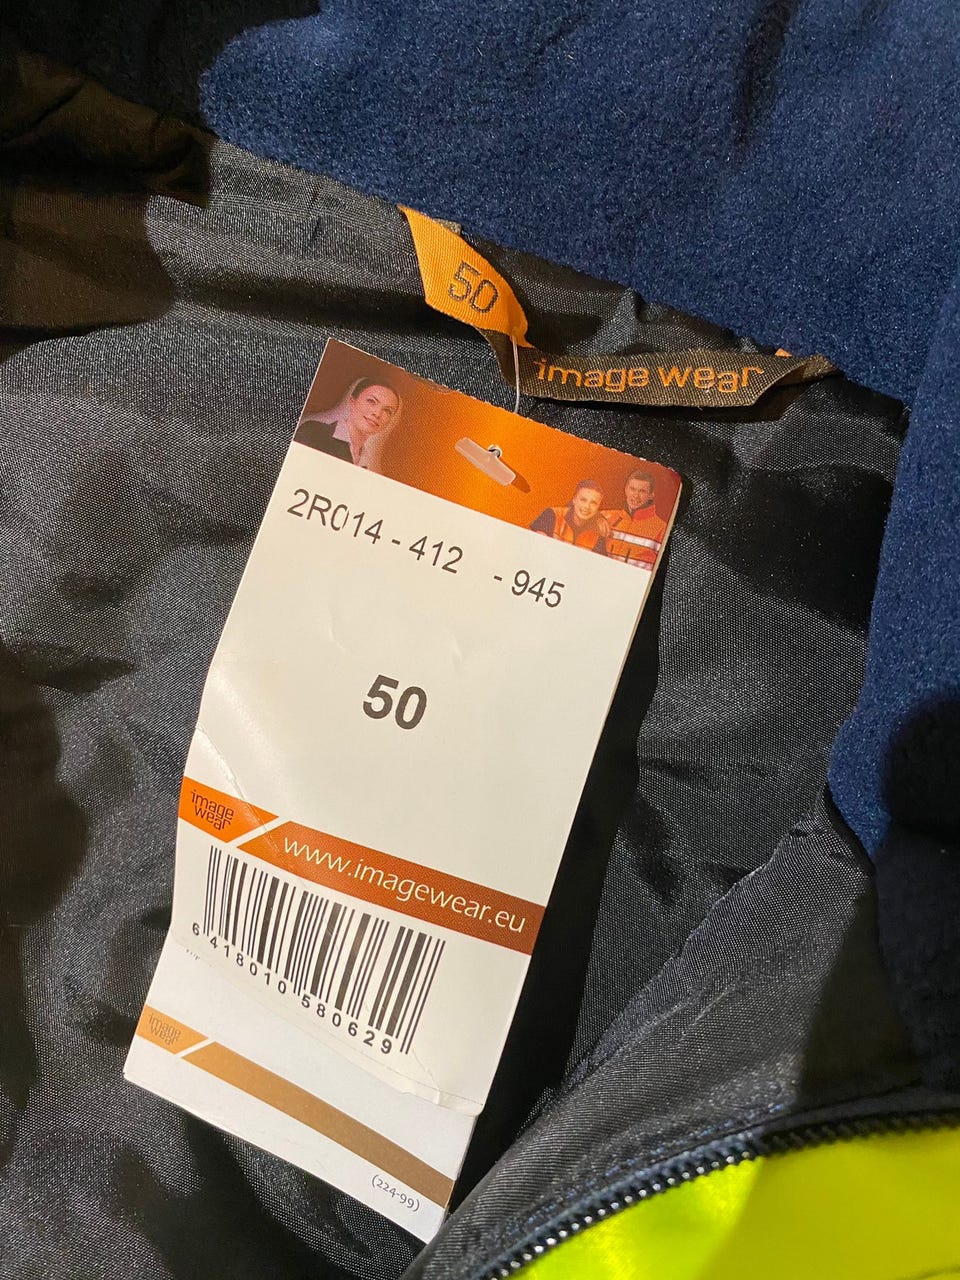 50
image wear
2R014 - 412 - 945
50
image
wear
www.imagewear.eu
6 418010 580629
image
wear
(224-99)